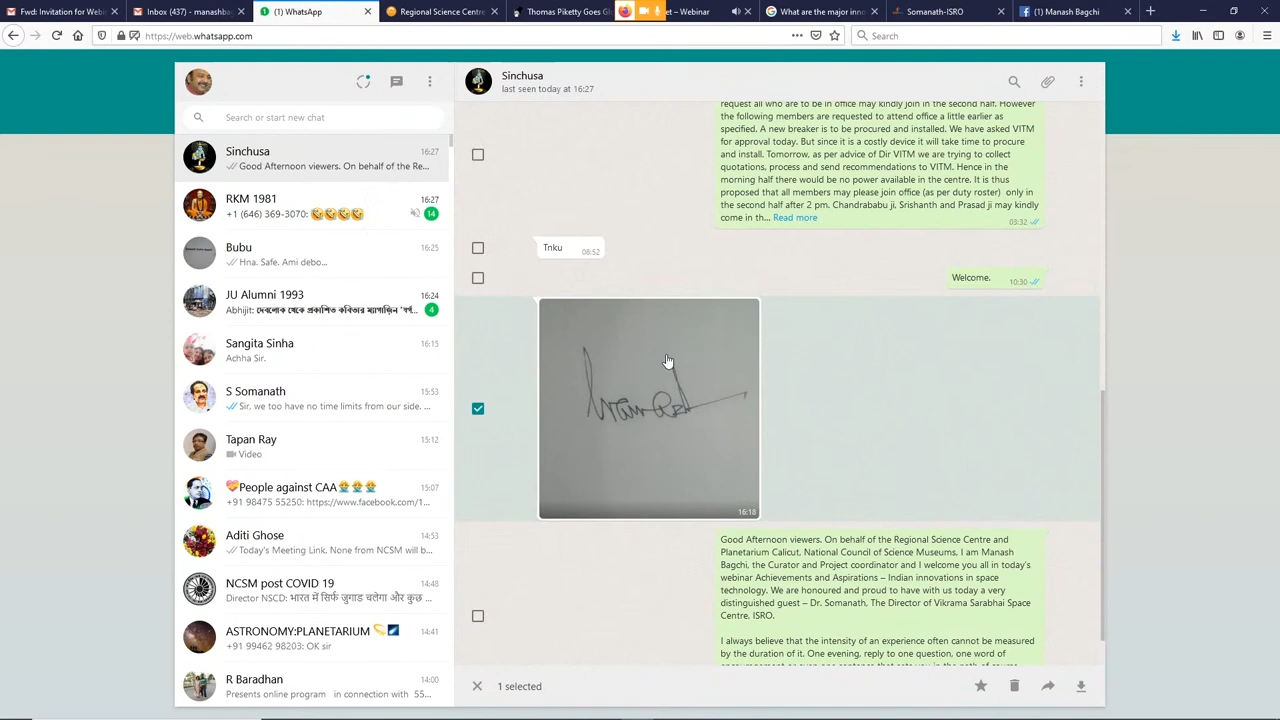 Fwd: Invitation for Webi
Inbox (437) - manashbag
(1) WhatsApp
Regional Science Centre
Thomas Piketty Goes Gl
eet – Webinar
What are the major inno
Somanath-ISRO
(1) Manash Bagchi
https://web.whatsapp.com
Search
Search or start new chat
Sinchusa
16:27
Good Afternoon viewers. On behalf of the Re...
RKM 1981
16:27
+1 (646) 369-3070:
14
Bubu
16:25
Hna. Safe. Ami debo...
JU Alumni 1993
16:24
Abhijit: দেবলোক থেকে প্রকাশিত কবিতার ম্যাগাজিন
4
Sangita Sinha
16:15
Achha Sir.
S Somanath
15:53
Sir, we too have no time limits from our side. ...
Tapan Ray
15:12
Video
People against CAA
15:07
+91 98475 55250: https://www.facebook.com/1...
Aditi Ghose
14:53
Today's Meeting Link. None from NCSM will b...
NCSM post COVID 19
14:48
Director NSCD: भारत में सिर्फ जुगाड चलेगा और कुछ ...
ASTRONOMY:PLANETARIUM
14:41
+91 99462 98203: OK sir
R Baradhan
14:00
Presents online program in connection with 55...
Sinchusa
last seen today at 16:27
request all who are to be in office may kindly join in the second half. However
the following members are requested to attend office a little earlier as
specified. A new breaker is to be procured and installed. We have asked VITM
for approval today. But since it is a costly device it will take time to procure
and install. Tomorrow, as per advice of Dir VITM we are trying to collect
quotations, process and send recommendations to VITM. Hence in the
morning half there would be no power available in the centre. It is thus
proposed that all members may please join office (as per duty roster) only in
the second half after 2 pm. Chandrababu ji, Srishanth and Prasad ji may kindly
come in th... Read more
03:32
Tnku
08:52
Welcome.
10:30
16:18
Good Afternoon viewers. On behalf of the Regional Science Centre and
Planetarium Calicut, National Council of Science Museums, I am Manash
Bagchi, the Curator and Project coordinator and I welcome you all in today's
webinar Achievements and Aspirations – Indian innovations in space
technology. We are honoured and proud to have with us today a very
distinguished guest – Dr. Somanath, The Director of Vikrama Sarabhai Space
Centre, ISRO.
I always believe that the intensity of an experience often cannot be measured
by the duration of it. One evening, reply to one question, one word of
1 selected